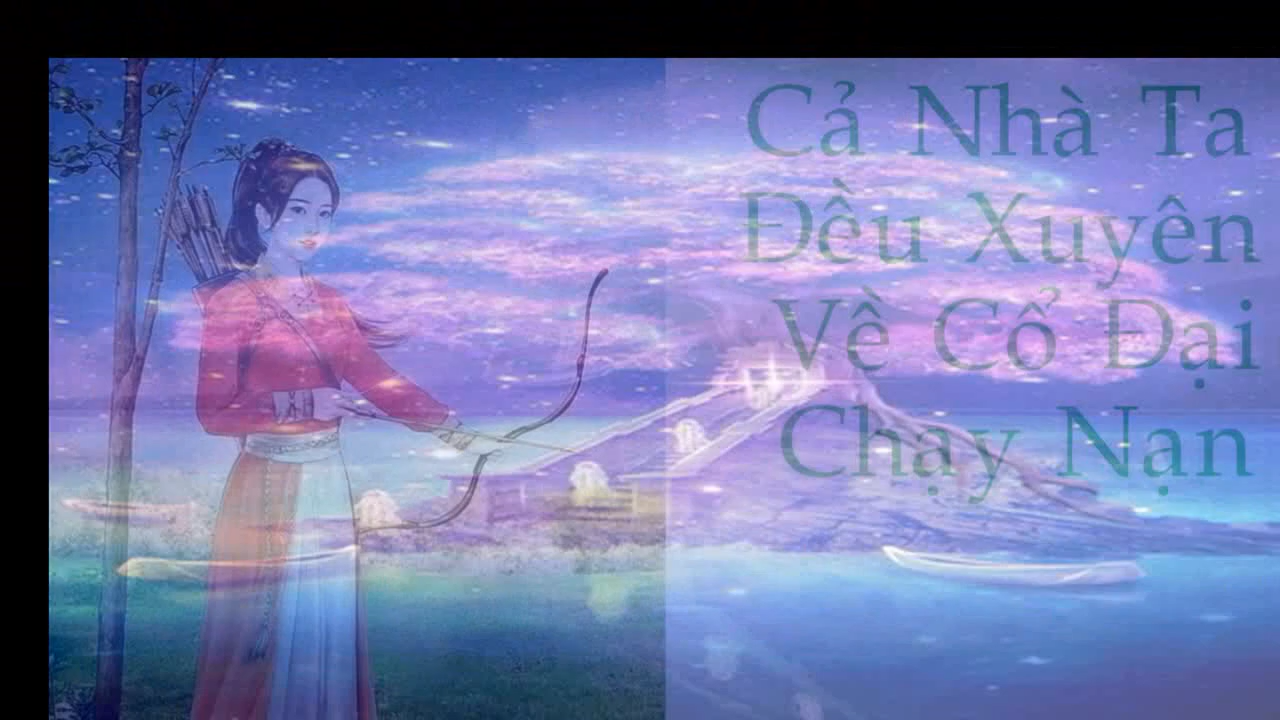 Cả Nhà Ta
Đều Xuyên
Về Cổ Đại
Chạy Nạn